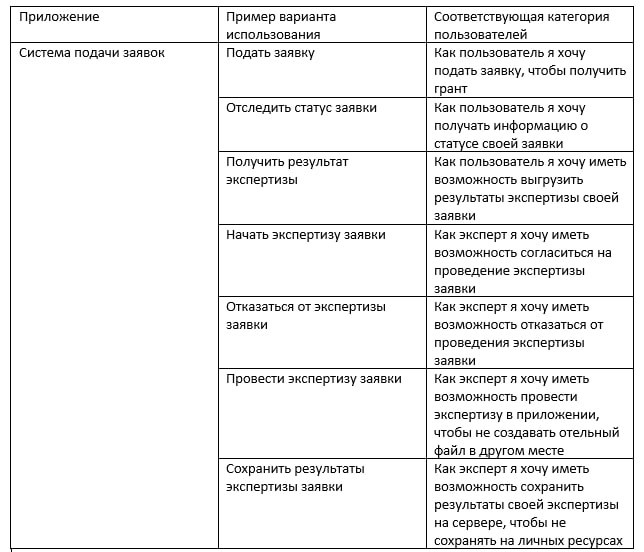 Приложение
Пример варианта
использования
Соответствующая категория
пользователей
Система подачи заявок
Подать заявку
Как пользователь я хочу
подать заявку, чтобы получить
грант
Отследить статус заявки
Как пользователь я хочу
получать информацию о
статусе своей заявки
Получить результат
экспертизы
Как пользователь я хочу иметь
возможность выгрузить
результаты экспертизы своей
заявки
Начать экспертизу заявки
Как эксперт я хочу иметь
возможность согласиться на
проведение экспертизы
заявки
Отказаться от экспертизы
заявки
Как эксперт я хочу иметь
возможность отказаться от
проведения экспертизы
заявки
Провести экспертизу заявки
Как эксперт я хочу иметь
возможность провести
экспертизу в приложении,
чтобы не создавать отельный
файл в другом месте
Сохранить результаты
экспертизы заявки
Как эксперт я хочу иметь
возможность сохранить
результаты своей экспертизы
на сервере, чтобы не
сохранять на личных ресурсах